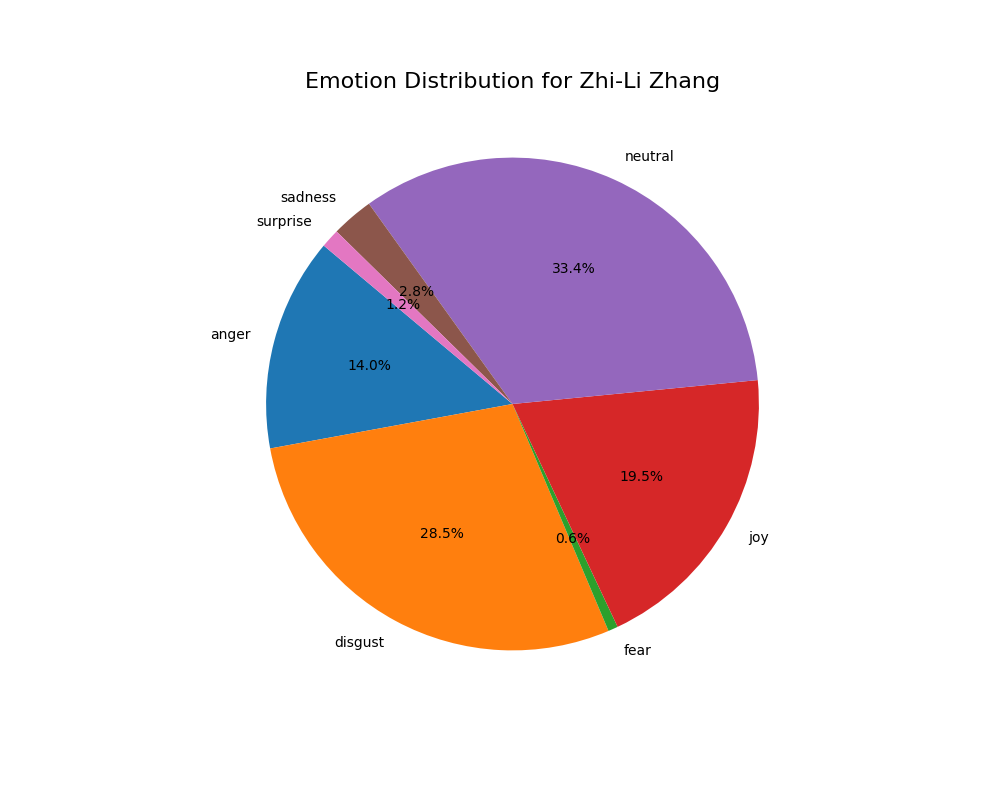 Emotion Distribution for Zhi-Li Zhang
neutral
sadness
surprise
33.4%
2.8%
1.2%
anger
14.0%
19.5%
28.5%
0.6%
joy
disgust
fear